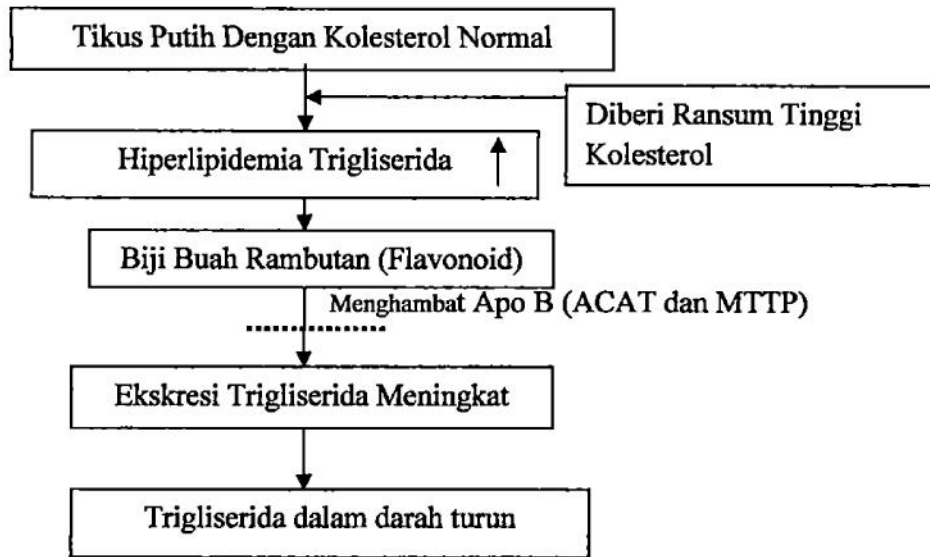 Tikus Putih Dengan Kolesterol Normal
Diberi Ransum Tinggi
Kolesterol
Hiperlipidemia Trigliserida
Biji Buah Rambutan (Flavonoid)
Menghambat Apo B (ACAT dan MTTP)
Ekskresi Trigliserida Meningkat
Trigliserida dalam darah turun